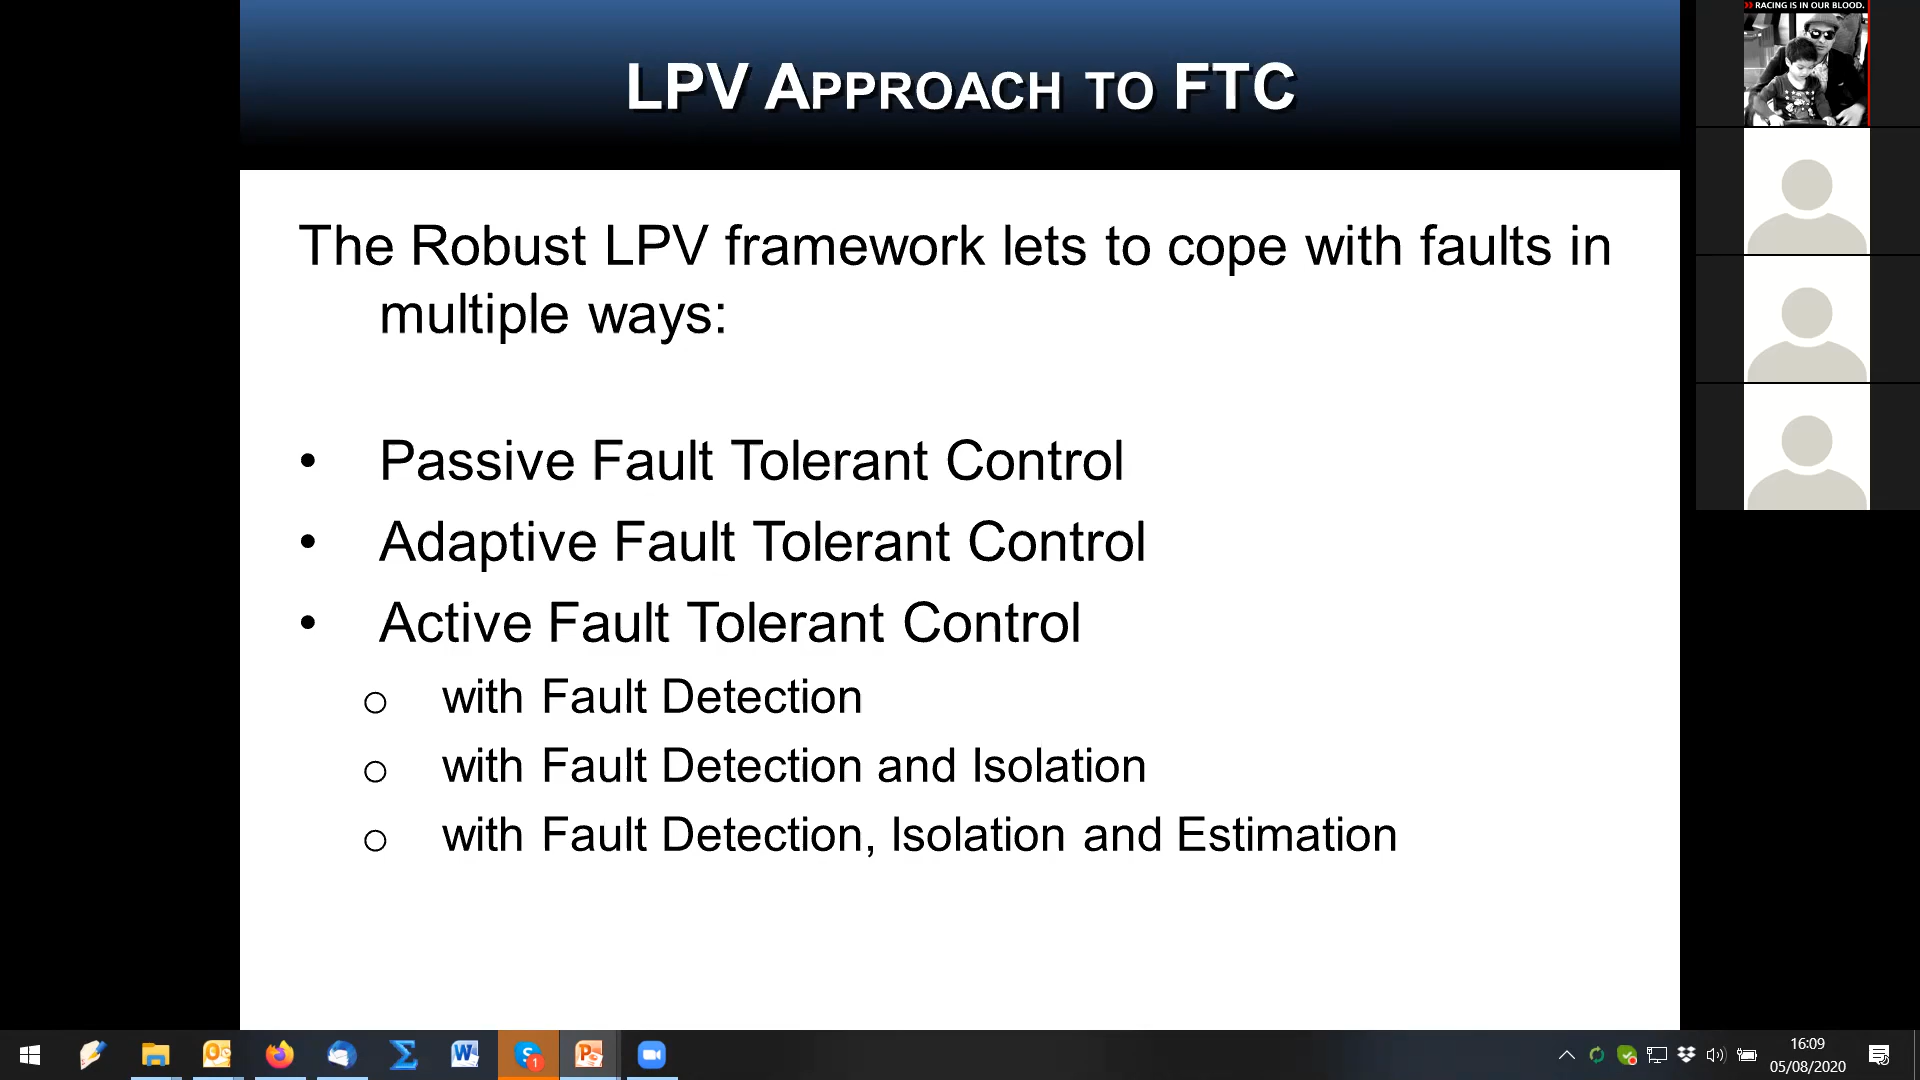 LPV APPROACH TO FTC
RACING IS IN OUR BLOOD.
The Robust LPV framework lets to cope with faults in
multiple ways:
• Passive Fault Tolerant Control
• Adaptive Fault Tolerant Control
• Active Fault Tolerant Control
o with Fault Detection
o with Fault Detection and Isolation
o with Fault Detection, Isolation and Estimation
16:09
05/08/2020